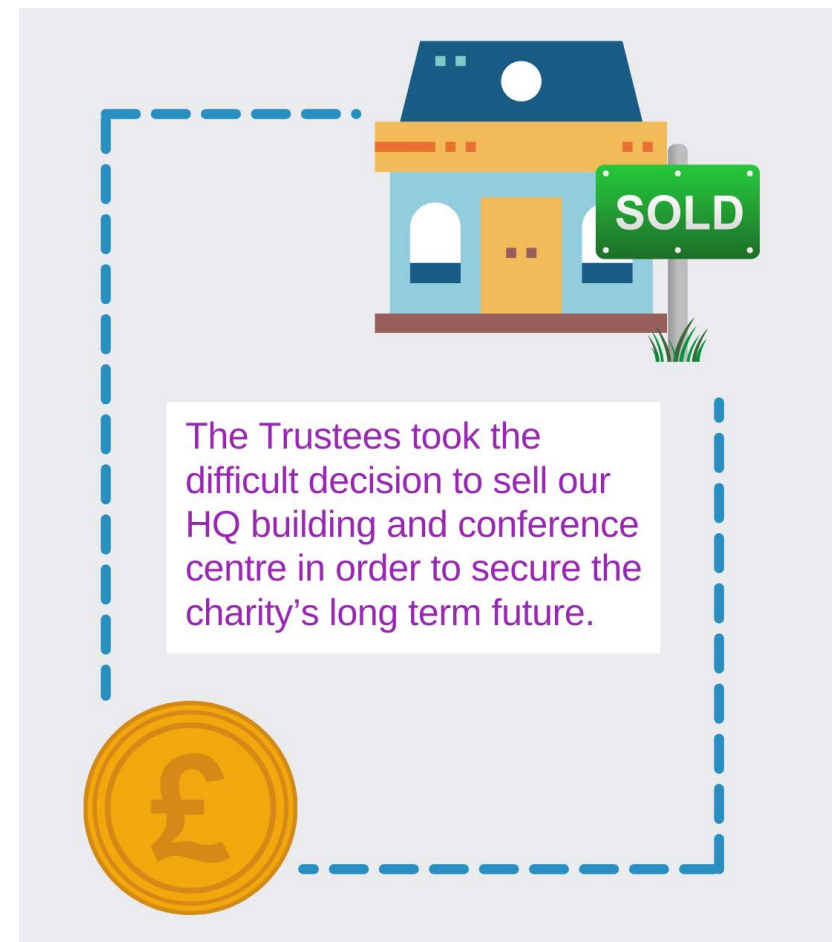 SOLD
The Trustees took the
difficult decision to sell our
HQ building and conference
centre in order to secure the
charity’s long term future.
£